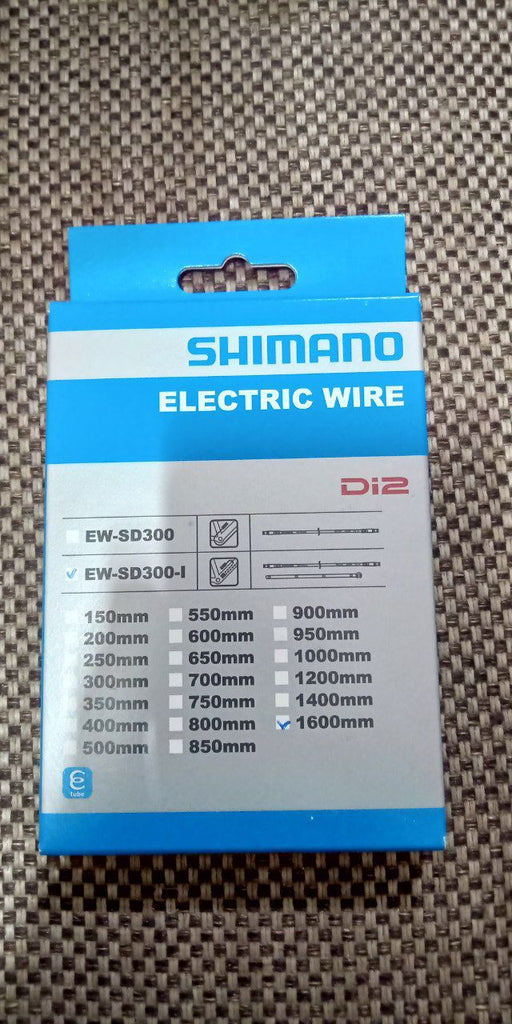 SHIMANO
ELECTRIC WIRE
Di2
EW-SD300
EW-SD300-I
150mm 550mm 900mm
200mm 600mm 950mm
250mm 650mm 1000mm
300mm 700mm 1200mm
350mm 750mm 1400mm
400mm 800mm 1600mm
500mm 850mm
E
tube